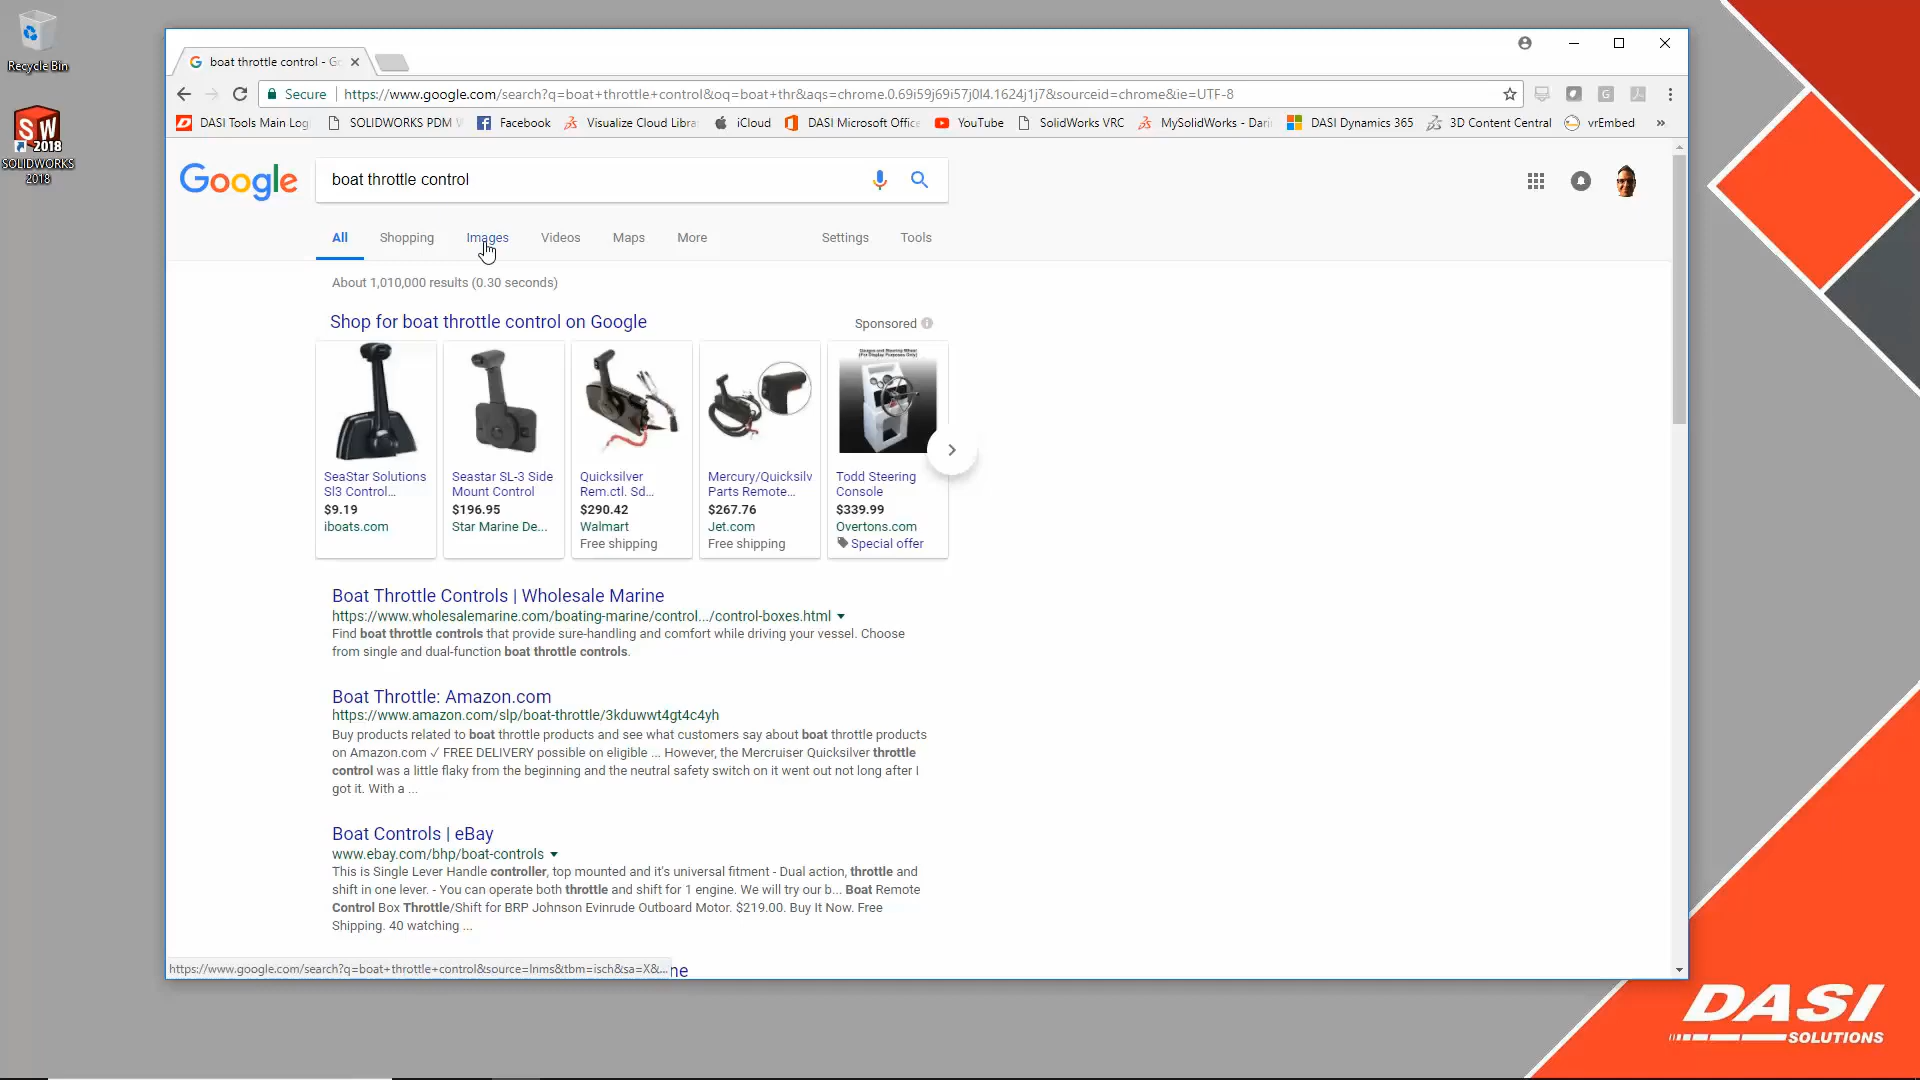 Recycle Bin
SW
2018
SOLIDWORKS
2018
boat throttle control - Go
Secure
https://www.google.com/search?q=boat+throttle+control&oq=boat+thr&aqs=chrome.0.69i59j69i57j0l4.1624j1j7&sourceid=chrome&ie=UTF-8
DASI Tools Main Log
SOLIDWORKS PDM
Facebook
Visualize Cloud Libra
iCloud
DASI Microsoft Office
YouTube
SolidWorks VRC
MySolidWorks - Dari
DASI Dynamics 365
3D Content Central
vrEmbed
»
Google
boat throttle control
All
Shopping
Images
Videos
Maps
More
Settings
Tools
About 1,010,000 results (0.30 seconds)
Shop for boat throttle control on Google
Sponsored
SeaStar Solutions
Sl3 Control...
$9.19
iboats.com
Seastar SL-3 Side
Mount Control
$196.95
Star Marine De...
Quicksilver
Rem.ctl. Sd...
$290.42
Walmart
Free shipping
Mercury/Quicksilv
Parts Remote...
$267.76
Jet.com
Free shipping
(For Display Purposes Only)
Todd Steering
Console
$339.99
Overtons.com
Special offer
Boat Throttle Controls | Wholesale Marine
https://www.wholesalemarine.com/boating-marine/control.../control-boxes.html
Find boat throttle controls that provide sure-handling and comfort while driving your vessel. Choose
from single and dual-function boat throttle controls.
Boat Throttle: Amazon.com
https://www.amazon.com/slp/boat-throttle/3kduwwt4gt4c4yh
Buy products related to boat throttle products and see what customers say about boat throttle products
on Amazon.com ✓ FREE DELIVERY possible on eligible ... However, the Mercruiser Quicksilver throttle
control was a little flaky from the beginning and the neutral safety switch on it went out not long after I
got it. With a ...
Boat Controls | eBay
www.ebay.com/bhp/boat-controls
This is Single Lever Handle controller, top mounted and it's universal fitment - Dual action, throttle and
shift in one lever. - You can operate both throttle and shift for 1 engine. We will try our b... Boat Remote
Control Box Throttle/Shift for BRP Johnson Evinrude Outboard Motor. $219.00. Buy It Now. Free
Shipping. 40 watching ...
https://www.google.com/search?q=boat+throttle+control&source=lnms&tbm=isch&sa=X&...
ne
DASI
SOLUTIONS